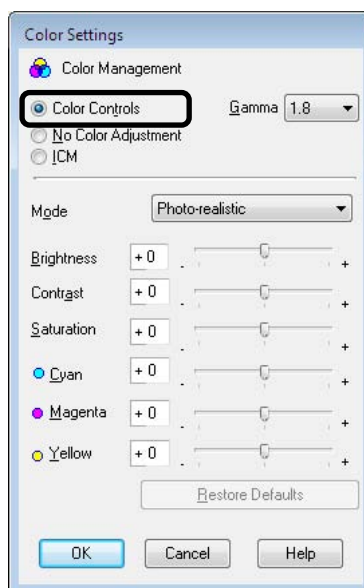 Color Settings
Color Management
Color Controls Gamma 1.8
No Color Adjustment
ICM
Mode Photo-realistic
Brightness + 0 - +
Contrast + 0 - +
Saturation + 0 - +
Cyan + 0 - +
Magenta + 0 - +
Yellow + 0 - +
Restore Defaults
OK Cancel Help